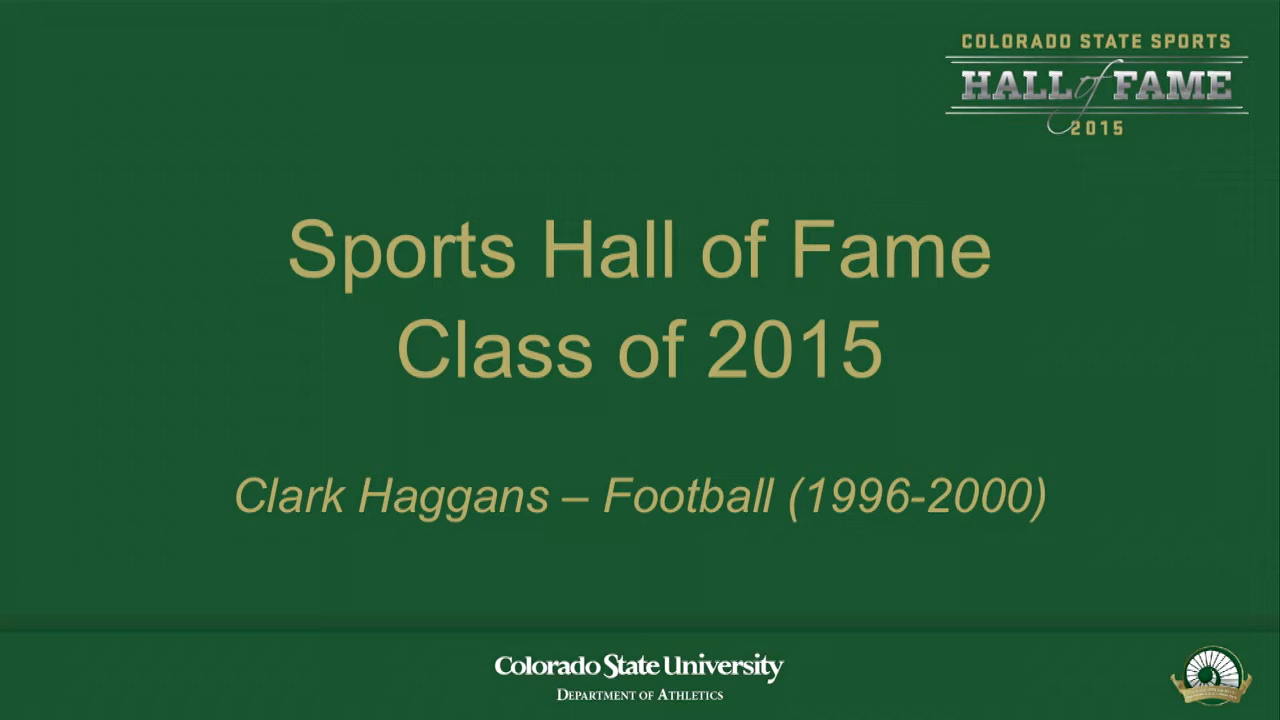 COLORADO STATE SPORTS
HALL of FAME
2015
Sports Hall of Fame
Class of 2015
Clark Haggans – Football (1996-2000)
Colorado State University
DEPARTMENT OF ATHLETICS